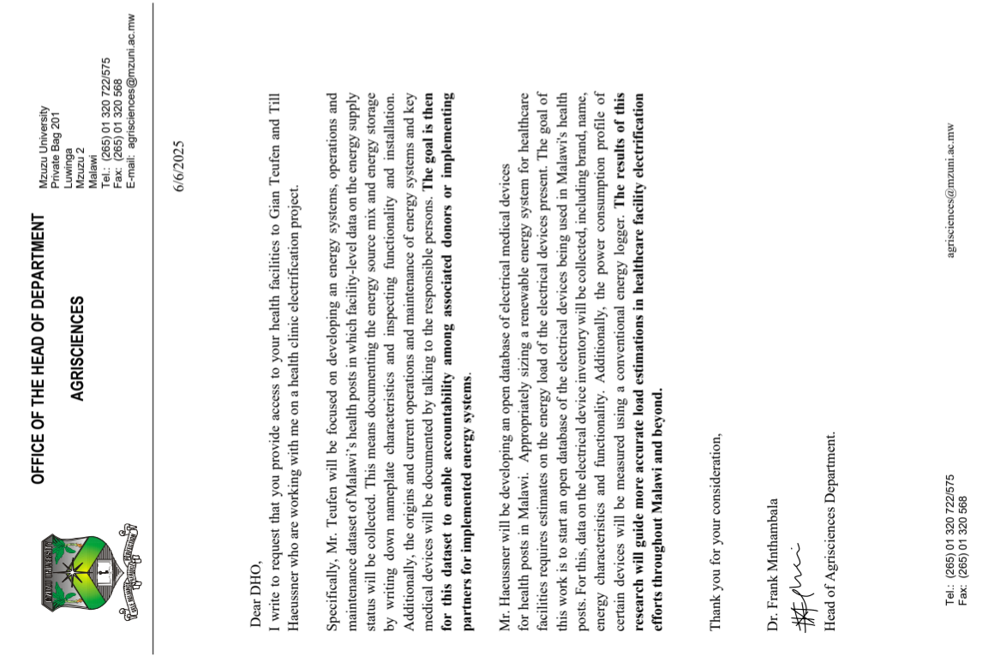 OFFICE OF THE HEAD OF DEPARTMENT
AGRISCIENCES
Mzuzu University
Private Bag 201
Luwinga
Mzuzu 2
Malawi
Tel.: (265) 01 320 722/575
Fax: (265) 01 320 568
E-mail: agrisciences@mzuni.ac.mw
6/6/2025
Dear DHO,
I write to request that you provide access to your health facilities to Gian Teufen and Till
Haeussner who are working with me on a health clinic electrification project.
Specifically, Mr. Teufen will be focused on developing an energy systems, operations and
maintenance dataset of Malawi's health posts in which facility-level data on the energy supply
status will be collected. This means documenting the energy source mix and energy storage
by writing down nameplate characteristics and inspecting functionality and installation.
Additionally, the origins and current operations and maintenance of energy systems and key
medical devices will be documented by talking to the responsible persons. The goal is then
for this dataset to enable accountability among associated donors or implementing
partners for implemented energy systems.
Mr. Haeussner will be developing an open database of electrical medical devices
for health posts in Malawi. Appropriately sizing a renewable energy system for healthcare
facilities requires estimates on the energy load of the electrical devices present. The goal of
this work is to start an open database of the electrical devices being used in Malawi's health
posts. For this, data on the electrical device inventory will be collected, including brand, name,
energy characteristics and functionality. Additionally, the power consumption profile of
certain devices will be measured using a conventional energy logger. The results of this
research will guide more accurate load estimations in healthcare facility electrification
efforts throughout Malawi and beyond.
Thank you for your consideration,
Dr. Frank Mnthambala
Head of Agrisciences Department.
Tel.: (265) 01 320 722/575
Fax: (265) 01 320 568
agrisciences@mzuni.ac.mw